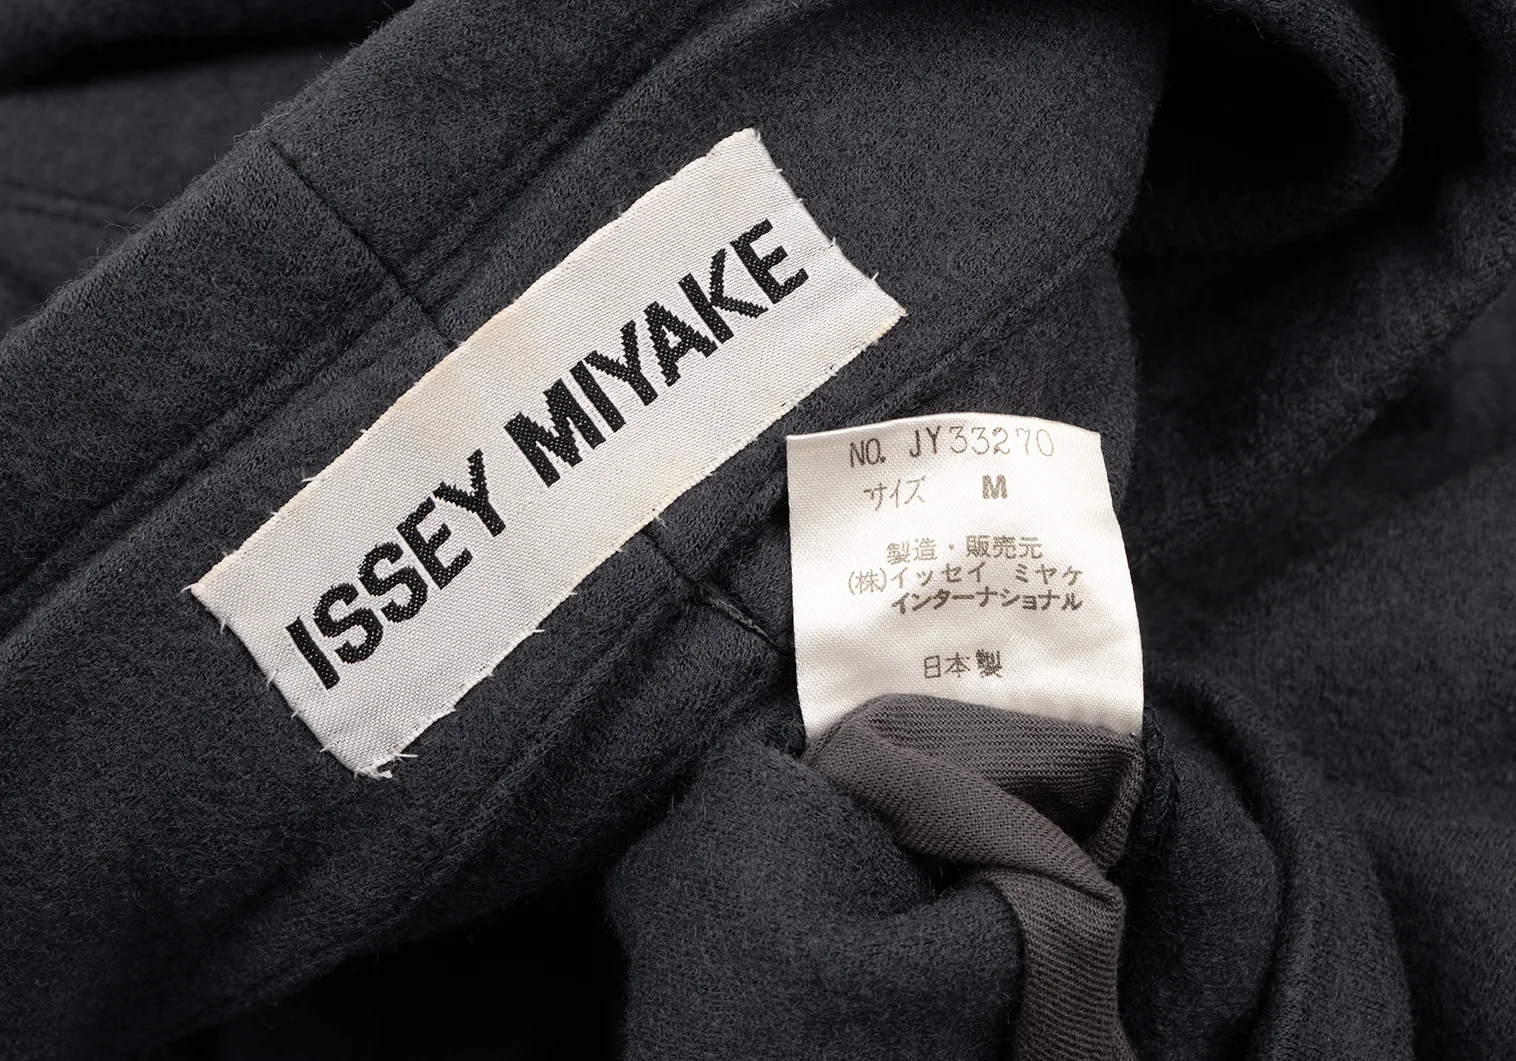 ISSEY MIYAKE
NO. JY33270
サイズ M
製造・販売元
(株)イッセイ ミヤケ
インターナショナル
日本製